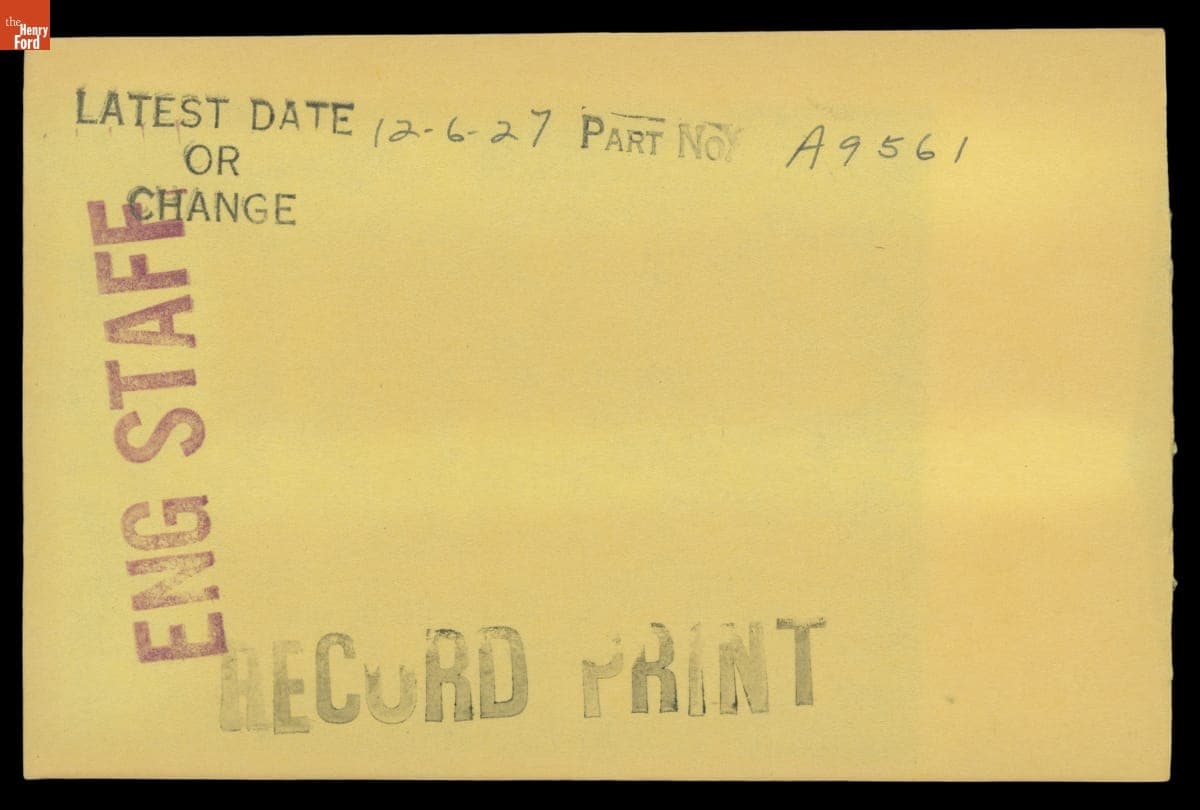 the
Henry
Ford
LATEST DATE 12-6-27 PART NO. A9561
OR
CHANGE
ENG STAFF
RECORD PRINT